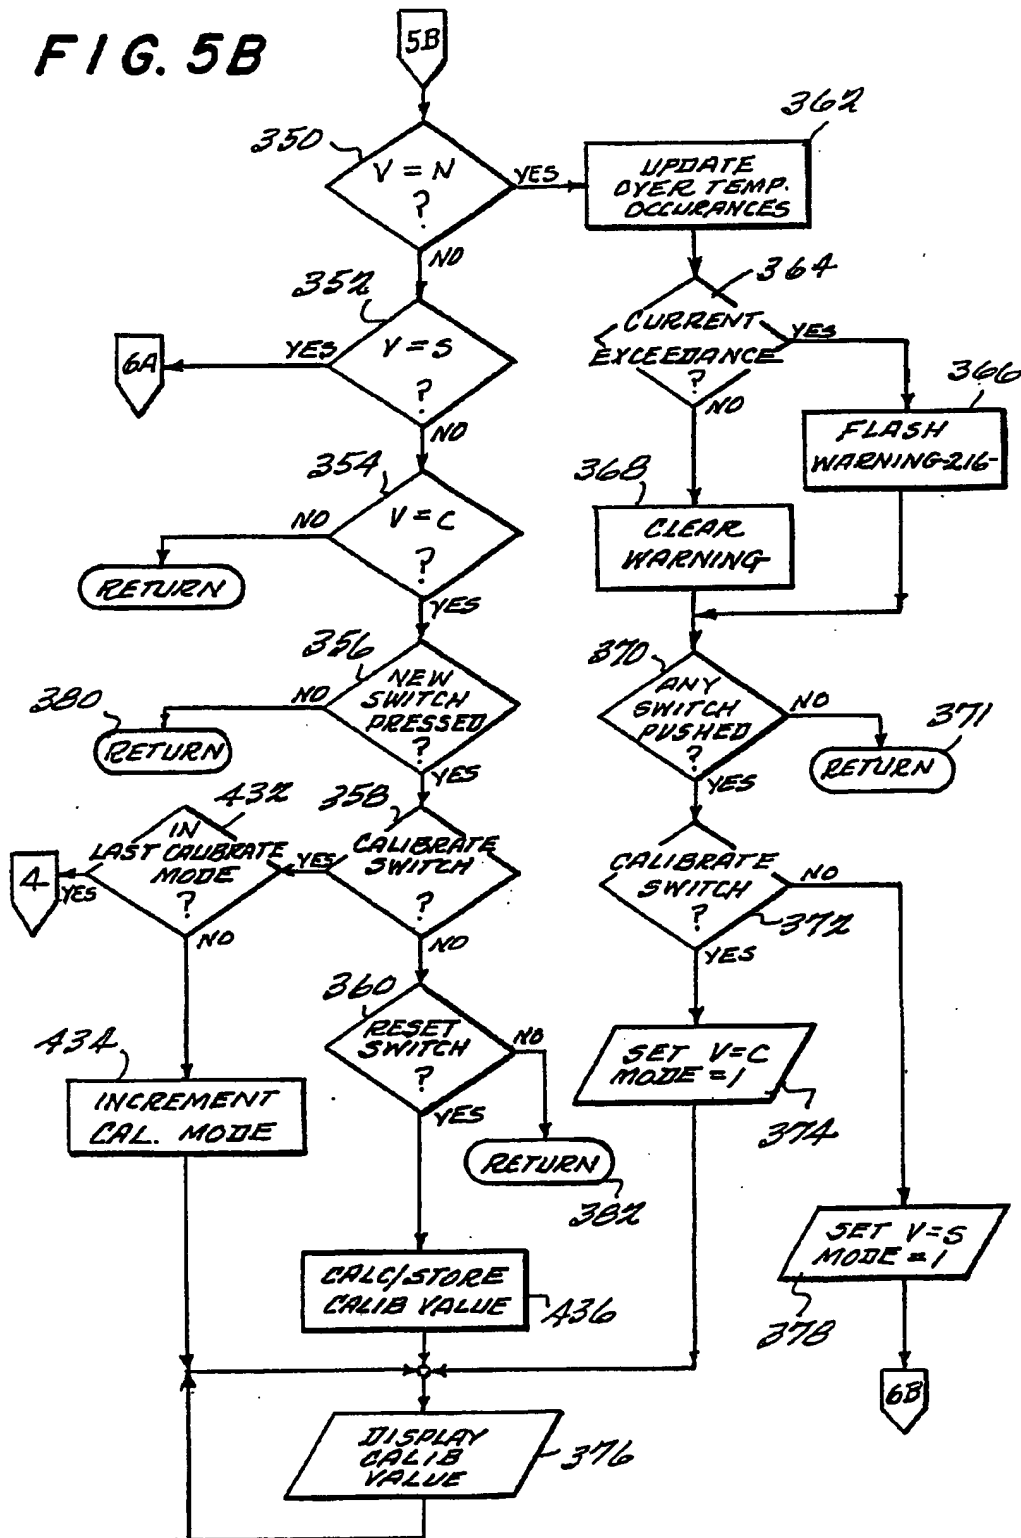 FIG. 5B
5B
350
V = N
?
YES
NO
362
UPDATE
OVER TEMP.
OCCURANCES
352
V = S
?
YES
NO
6A
364
CURRENT
EXCEEDANCE
?
YES
NO
366
FLASH
WARNING-216-
354
V = C
?
NO
YES
RETURN
368
CLEAR
WARNING
356
NEW
SWITCH
PRESSED
?
NO
YES
380
RETURN
370
ANY
SWITCH
PUSHED
?
NO
YES
371
RETURN
432
IN
LAST CALIBRATE
MODE
?
YES
NO
4
358
CALIBRATE
SWITCH
?
YES
NO
CALIBRATE
SWITCH
?
NO
YES
372
434
INCREMENT
CAL. MODE
360
RESET
SWITCH
?
NO
YES
RETURN
382
SET V=C
MODE = 1
374
CALC/STORE
CALIB VALUE
436
SET V=S
MODE = 1
378
6B
DISPLAY
CALIB
VALUE
376